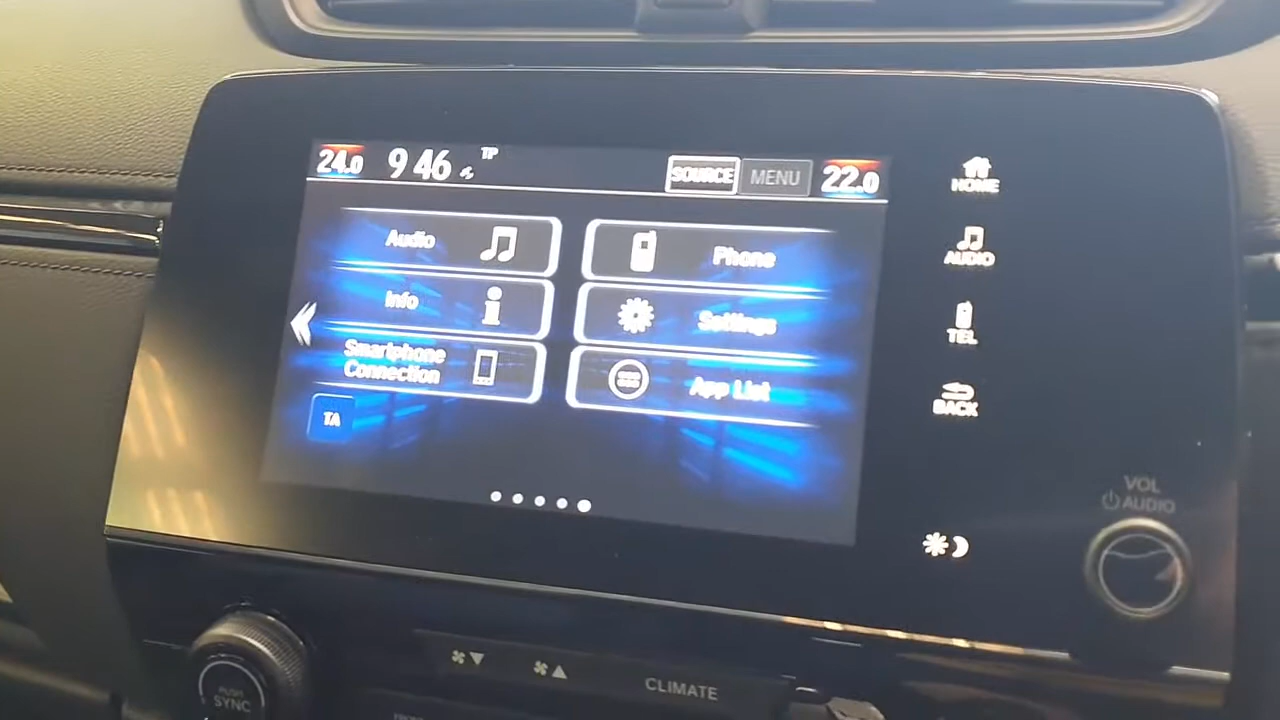 24.0 9 46 TP SOURCE MENU 22.0
HOME
Audio
Phone
AUDIO
Info
Settings
TEL
Smartphone
Connection
App List
BACK
TA
VOL
AUDIO
PUSH
SYNC
CLIMATE